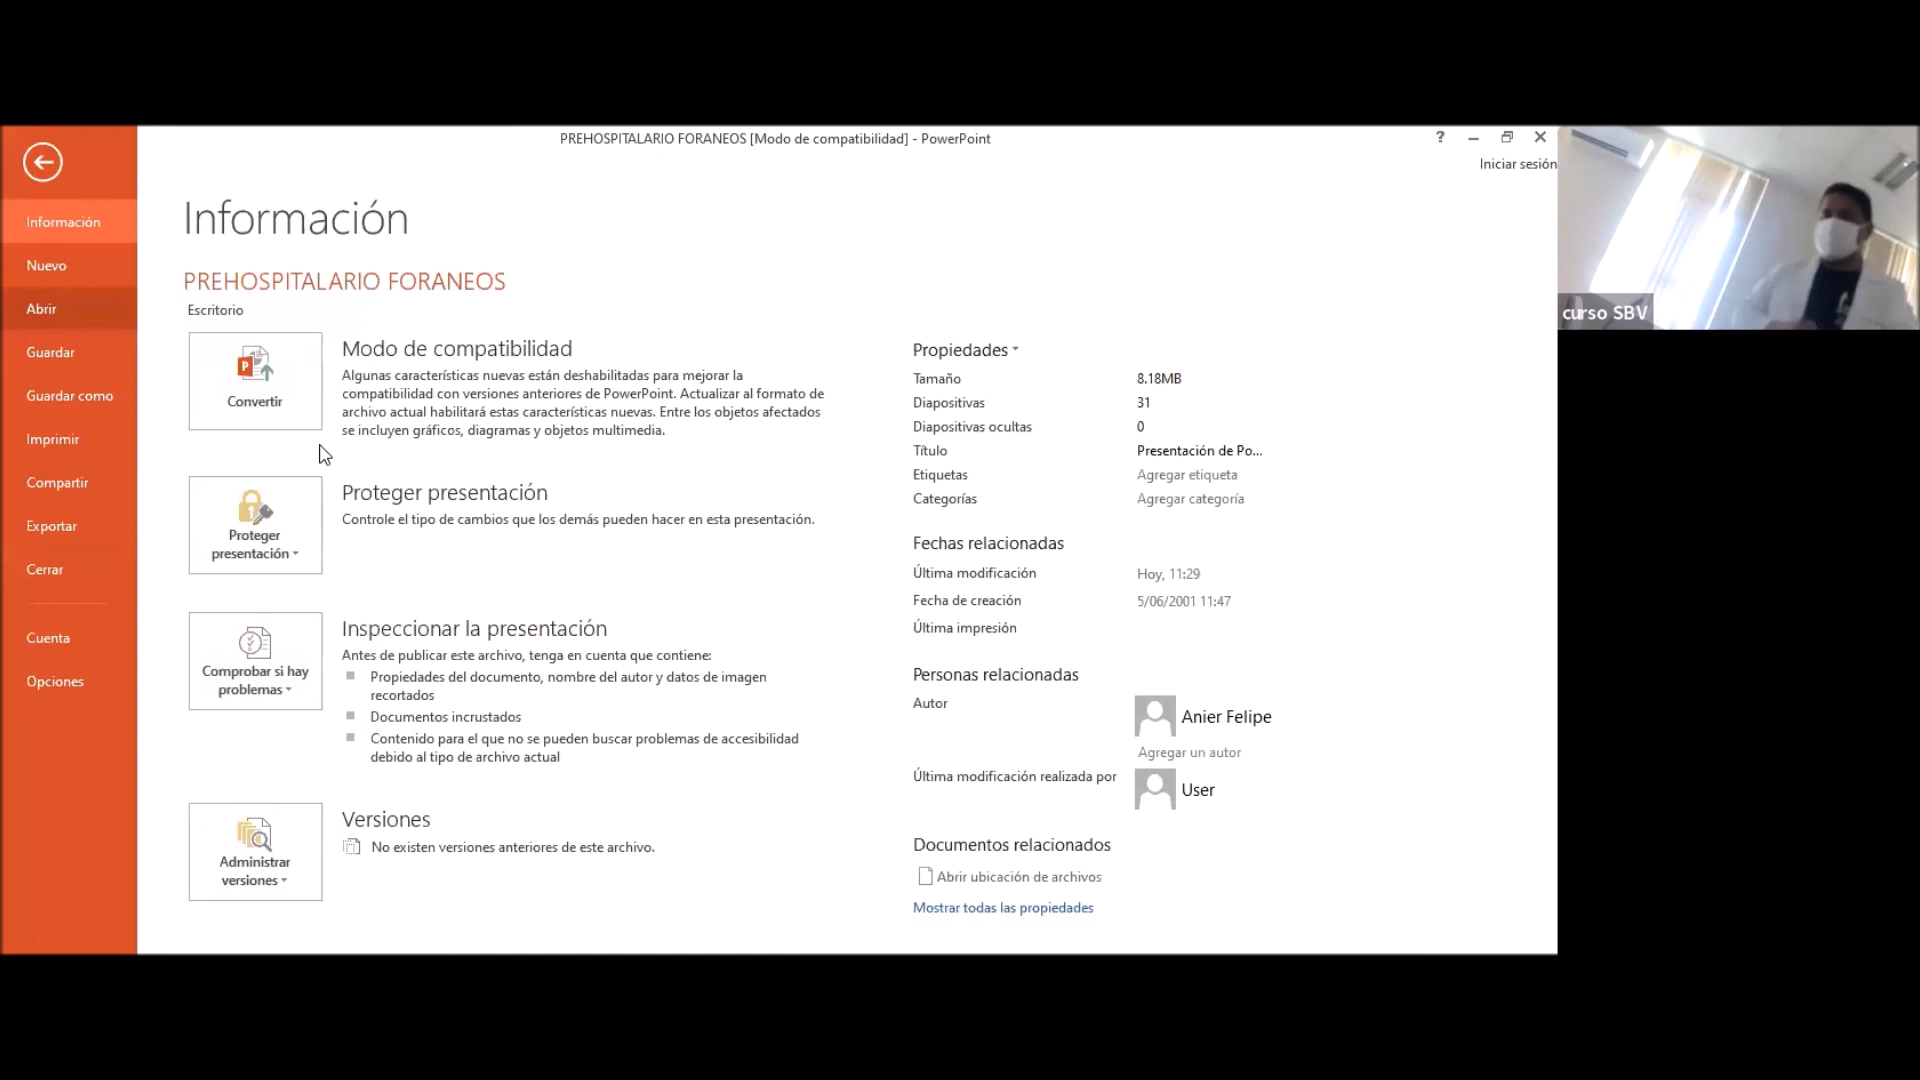 PREHOSPITALARIO FORANEOS [Modo de compatibilidad] - PowerPoint
?
Iniciar sesión
Información
Nuevo
Abrir
Guardar
Guardar como
Imprimir
Compartir
Exportar
Cerrar
Cuenta
Opciones
Información
PREHOSPITALARIO FORANEOS
Escritorio
Convertir
Modo de compatibilidad
Algunas características nuevas están deshabilitadas para mejorar la
compatibilidad con versiones anteriores de PowerPoint. Actualizar al formato de
archivo actual habilitará estas características nuevas. Entre los objetos afectados
se incluyen gráficos, diagramas y objetos multimedia.
Proteger
presentación
Proteger presentación
Controle el tipo de cambios que los demás pueden hacer en esta presentación.
Comprobar si hay
problemas
Inspeccionar la presentación
Antes de publicar este archivo, tenga en cuenta que contiene:
Propiedades del documento, nombre del autor y datos de imagen
recortados
Documentos incrustados
Contenido para el que no se pueden buscar problemas de accesibilidad
debido al tipo de archivo actual
Administrar
versiones
Versiones
No existen versiones anteriores de este archivo.
Propiedades
Tamaño 8.18MB
Diapositivas 31
Diapositivas ocultas 0
Título Presentación de Po...
Etiquetas Agregar etiqueta
Categorías Agregar categoría
Fechas relacionadas
Última modificación Hoy, 11:29
Fecha de creación 5/06/2001 11:47
Última impresión
Personas relacionadas
Autor Anier Felipe
Agregar un autor
Última modificación realizada por User
Documentos relacionados
Abrir ubicación de archivos
Mostrar todas las propiedades
curso SBV